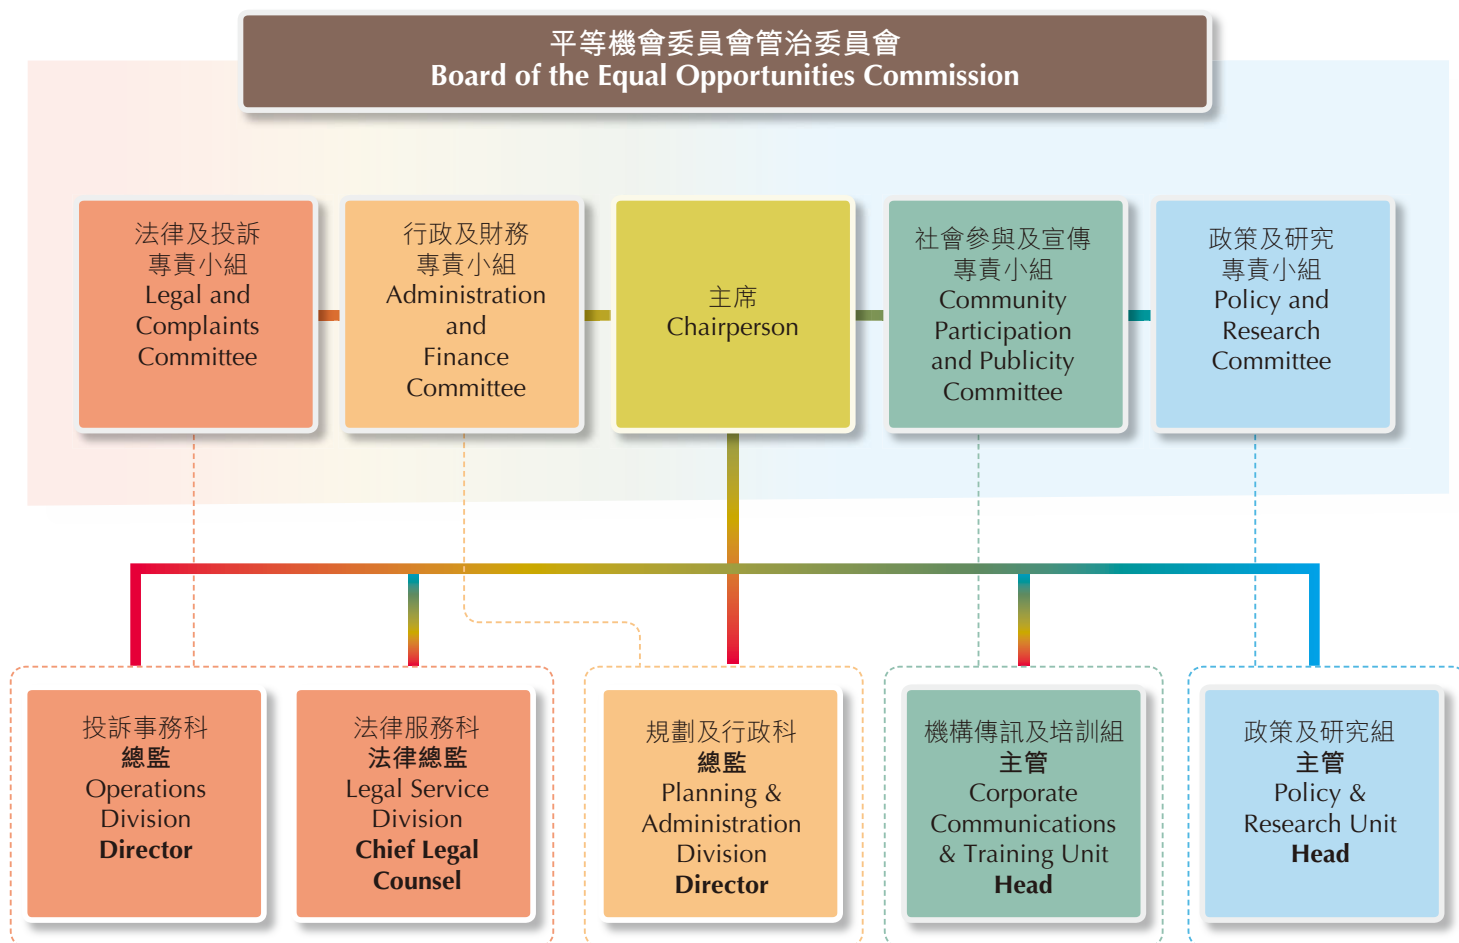 平等機會委員會管治委員會
Board of the Equal Opportunities Commission
法律及投訴
專責小組
Legal and
Complaints
Committee
行政及財務
專責小組
Administration
and
Finance
Committee
主席
Chairperson
社會參與及宣傳
專責小組
Community
Participation
and Publicity
Committee
政策及研究
專責小組
Policy and
Research
Committee
投訴事務科
總監
Operations
Division
Director
法律服務科
法律總監
Legal Service
Division
Chief Legal
Counsel
規劃及行政科
總監
Planning &
Administration
Division
Director
機構傳訊及培訓組
主管
Corporate
Communications
& Training Unit
Head
政策及研究組
主管
Policy &
Research Unit
Head